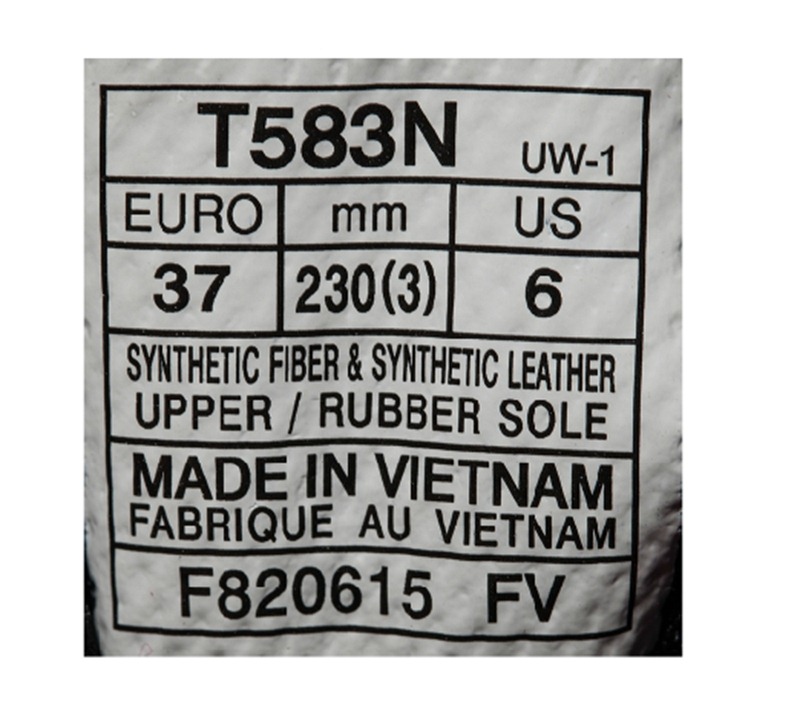 T583N UW-1
EURO mm US
37 230(3) 6
SYNTHETIC FIBER & SYNTHETIC LEATHER
UPPER / RUBBER SOLE
MADE IN VIETNAM
FABRIQUE AU VIETNAM
F820615 FV